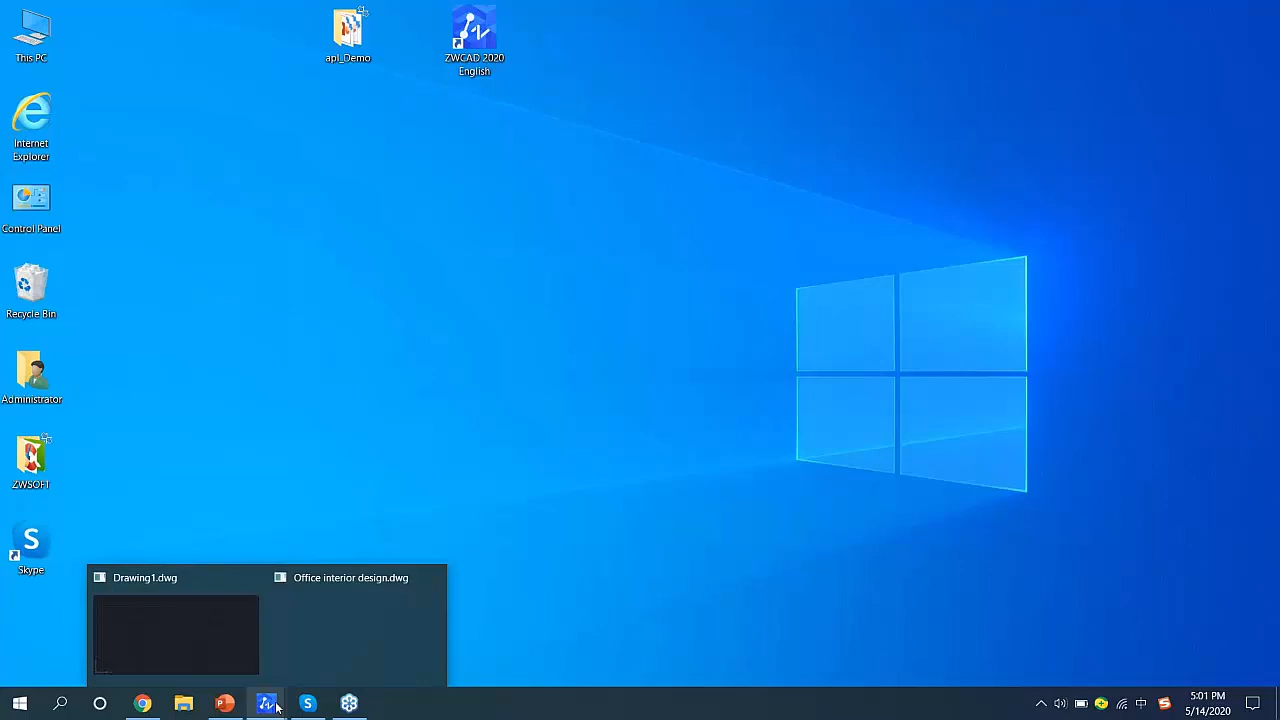 This PC
apI_Demo
ZWCAD 2020
English
Internet
Explorer
Control Panel
Recycle Bin
Administrator
ZWSOFT
S
Skype
Drawing1.dwg
Office interior design.dwg
中
5:01 PM
5/14/2020